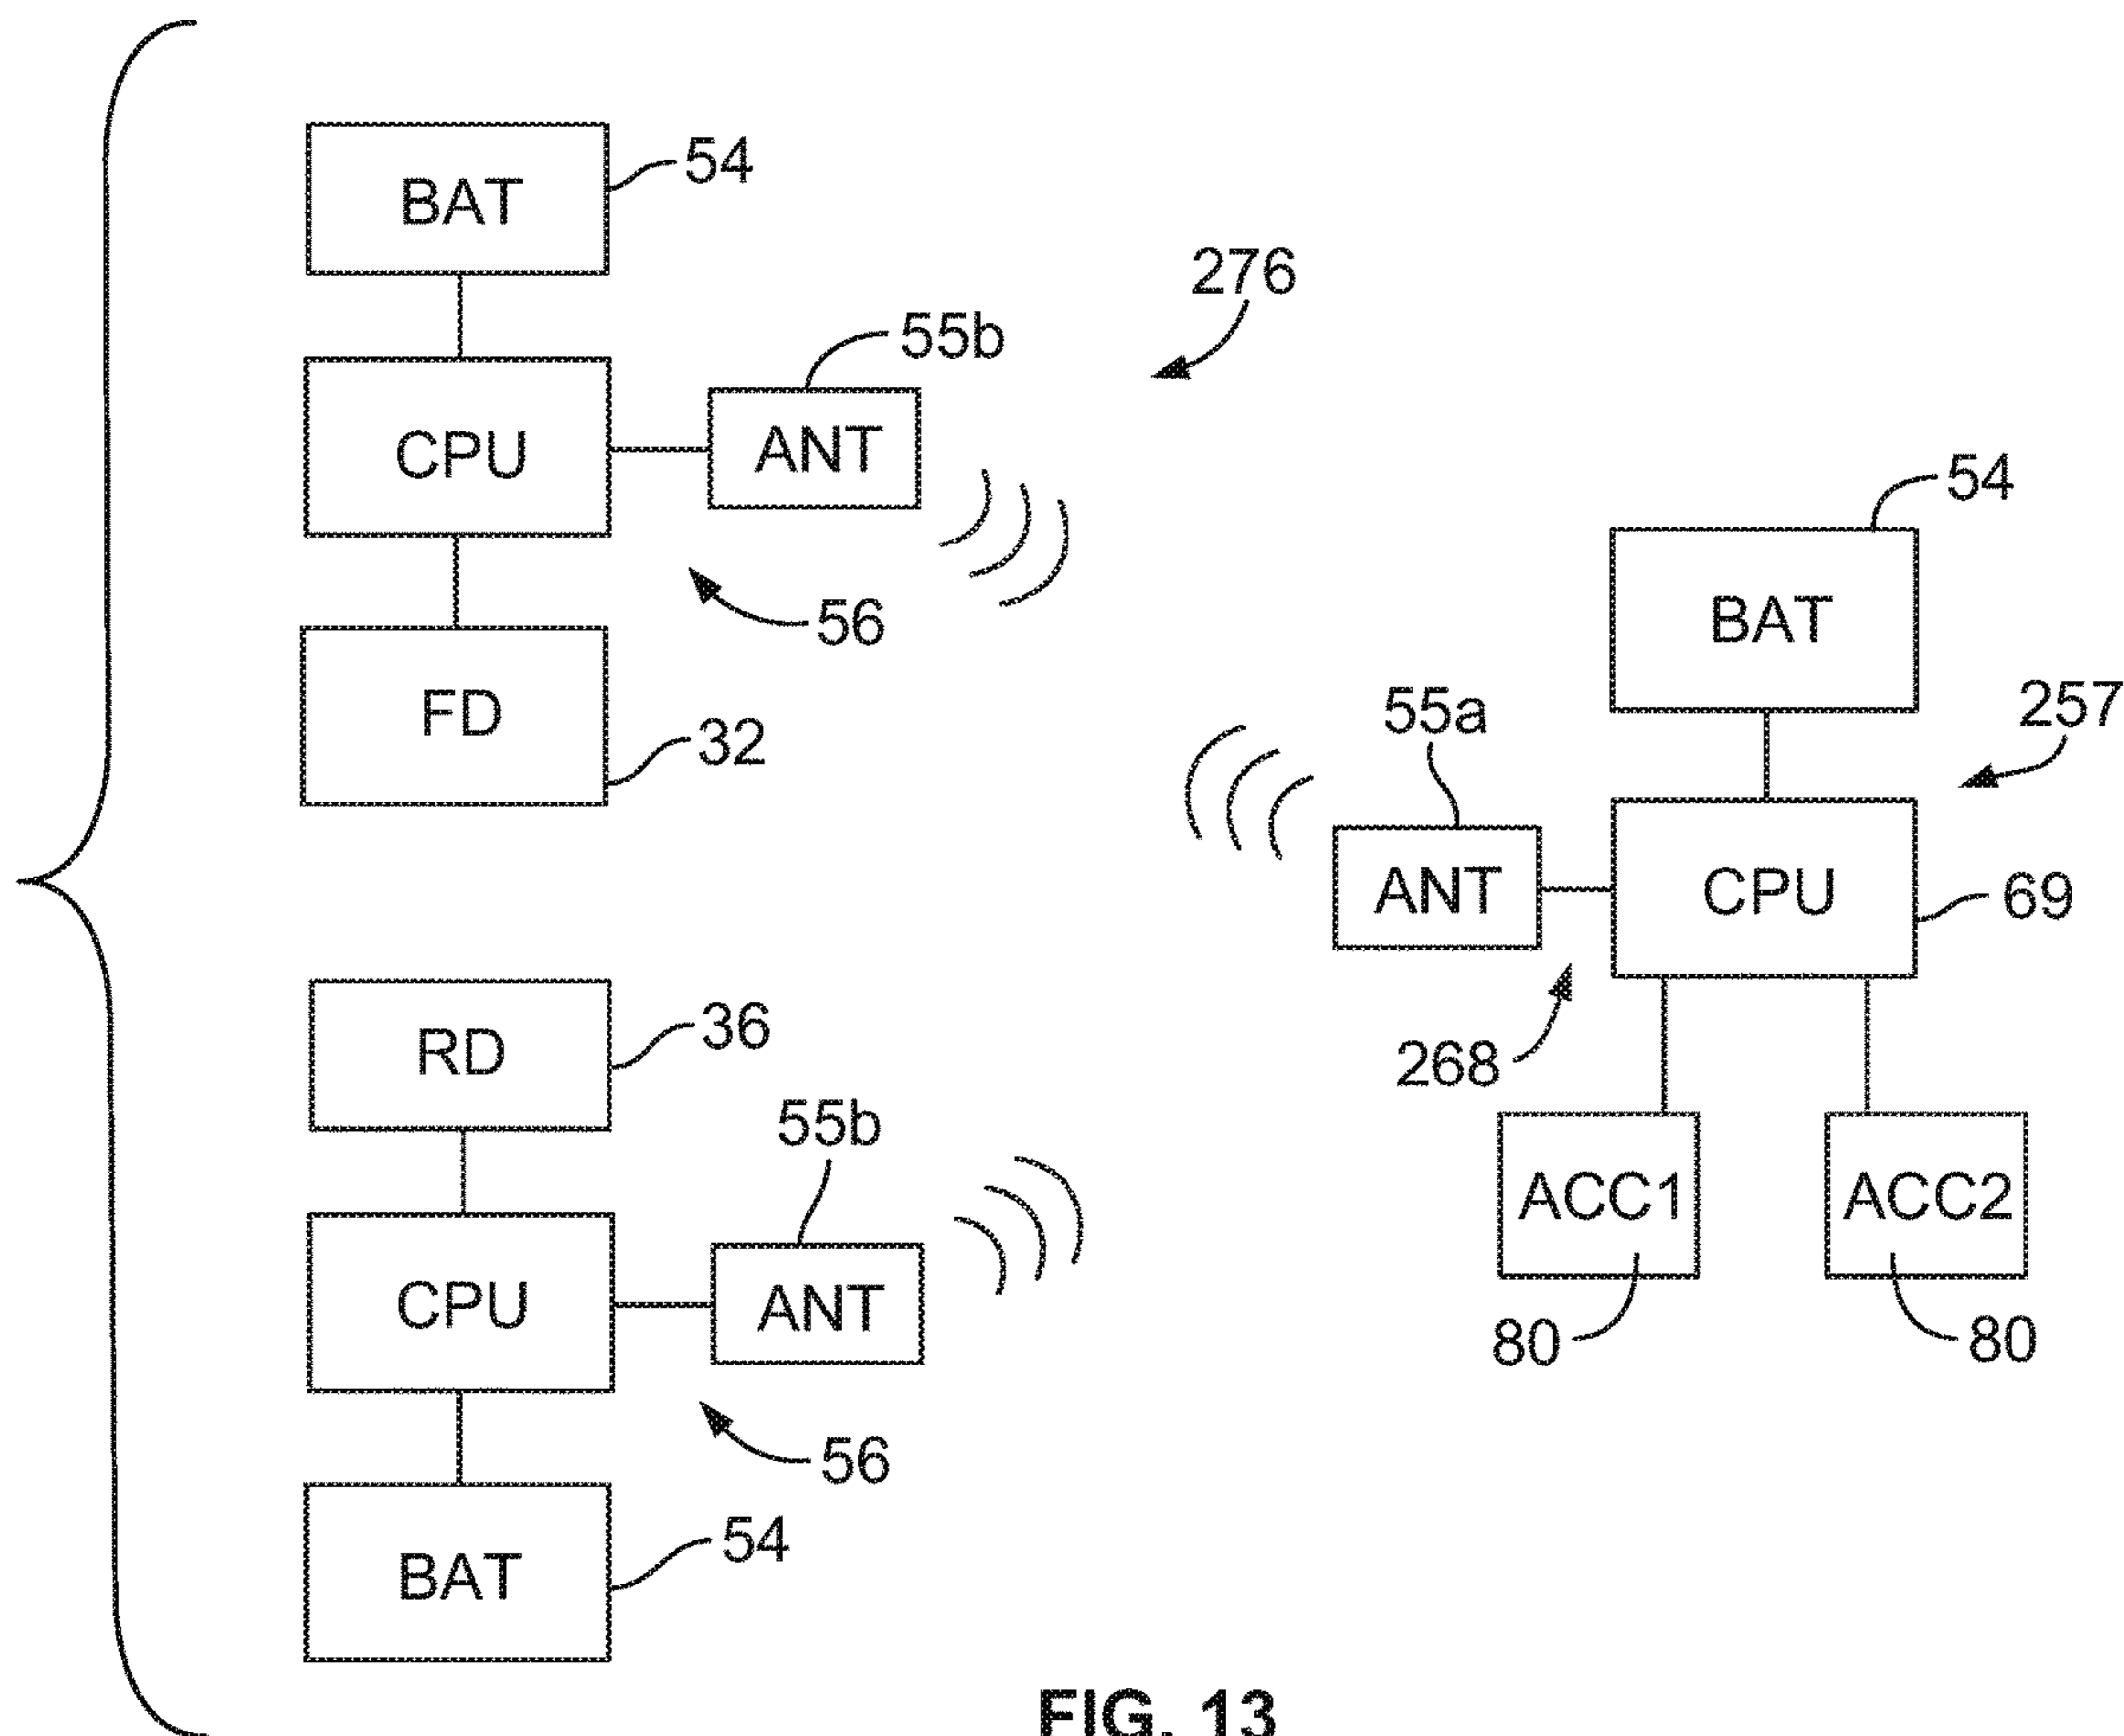 BAT
54
276
55b
CPU
ANT
54
56
BAT
FD
32
55a
257
ANT
CPU
69
RD
36
268
55b
ACC1
ACC2
CPU
ANT
80
80
56
BAT
54
FIG. 13